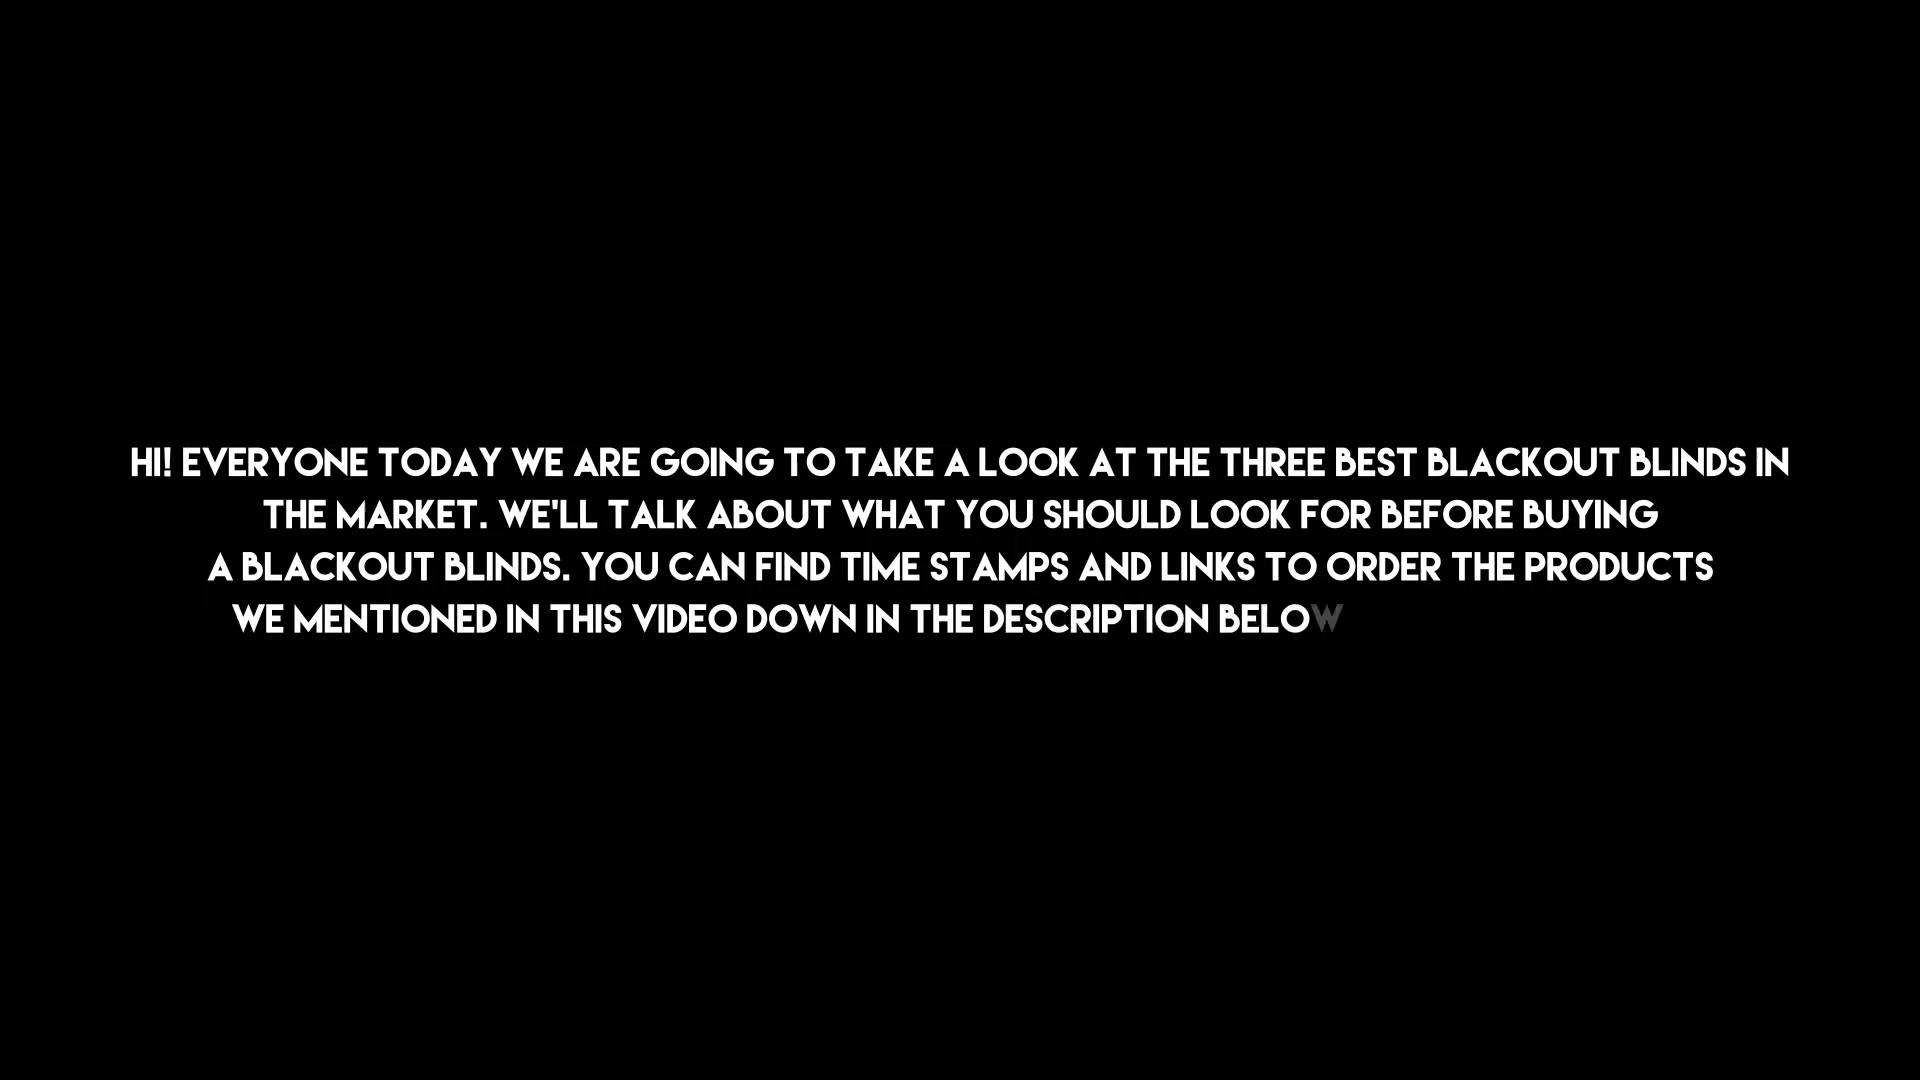 HI! EVERYONE TODAY WE ARE GOING TO TAKE A LOOK AT THE THREE BEST BLACKOUT BLINDS IN
THE MARKET. WE'LL TALK ABOUT WHAT YOU SHOULD LOOK FOR BEFORE BUYING
A BLACKOUT BLINDS. YOU CAN FIND TIME STAMPS AND LINKS TO ORDER THE PRODUCTS
WE MENTIONED IN THIS VIDEO DOWN IN THE DESCRIPTION BELOW